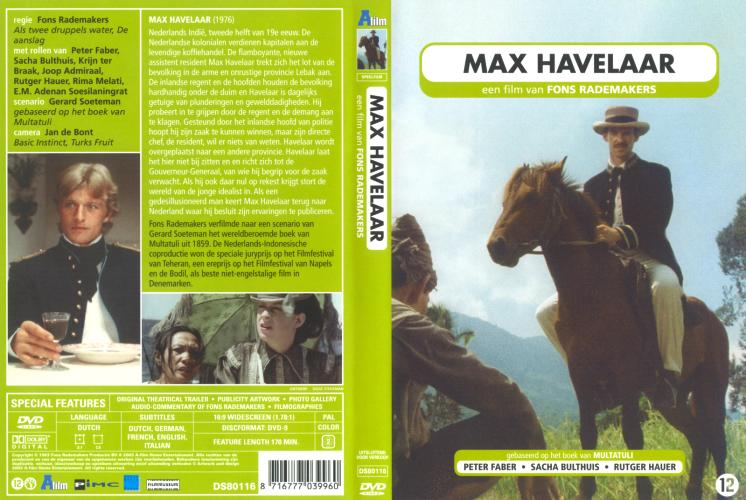 regie Fons Rademakers
Als twee druppels water, De
aanslag
met rollen van Peter Faber,
Sacha Bulthuis, Krijn ter
Braak, Joop Admiraal,
Rutger Hauer, Rima Melati,
E.M. Adenan Soesilaningrat
scenario Gerard Soeteman
gebaseerd op het boek van
Multatuli
camera Jan de Bont
Basic Instinct, Turks Fruit
MAX HAVELAAR (1976)
Nederlands Indië, tweede helft van 19e eeuw. De
Nederlandse kolonialen verdienen kapitalen aan de
levendige koffiehandel. De flamboyante, nieuwe
assistent resident Max Havelaar trekt zich het lot van de
bevolking in de arme en onrustige provincie Lebak aan.
De inlandse regent en de hoofden houden de bevolking
hardhandig onder de duim en Havelaar is dagelijks
getuige van plunderingen en gewelddadigheden. Hij
probeert in te grijpen door de regent en de demang aan
te klagen. Gesteund door het inlandse hoofd van politie
hoopt hij zijn zaak te kunnen winnen, maar zijn directe
chef, de resident, wil er niets van weten. Havelaar wordt
overgeplaatst naar een andere provincie. Havelaar laat
het hier niet bij zitten en en richt zich tot de
Gouverneur-Generaal, van wie hij begrip voor de zaak
verwacht. Als hij ook daar nul op rekest krijgt stort de
wereld van de jonge idealist in. Als een
gedesillusioneerd man keert Max Havelaar terug naar
Nederland waar hij besluit zijn ervaringen te publiceren.
Fons Rademakers verfilmde naar een scenario van
Gerard Soeteman het wereldberoemde boek van
Multatuli uit 1859. De Nederlands-Indonesische
coproductie won de speciale juryprijs op het Filmfestival
van Teheran, een ereprijs op het Filmfestival van Napels
en de Bodil, als beste niet-engelstalige film in
Denemarken.
SPECIAL FEATURES
ORIGINAL THEATRICAL TRAILER • PUBLICITY ARTWORK • PHOTO GALLERY
AUDIO-COMMENTARY OF FONS RADEMAKERS • FILMOGRAPHIES
DVD
LANGUAGE
SUBTITLES
16:9 WIDESCREEN (1.78:1)
PAL
DUTCH
DUTCH, GERMAN,
FRENCH, ENGLISH,
ITALIAN
DISCFORMAT: DVD-9
COLOR
DOLBY
DIGITAL
FEATURE LENGTH 170 MIN.
2
12
A film
PIMC
FILMMUSEUM
DS80116
8 716777 039960
A film
SPEELFILM
MAX HAVELAAR
een film van FONS RADEMAKERS
DVD
VIDEO
MAX HAVELAAR
een film van FONS RADEMAKERS
gebaseerd op het boek van MULTATULI
PETER FABER • SACHA BULTHUIS • RUTGER HAUER
UITSLUITEND
VOOR VERKOOP
DS80116
DVD
VIDEO
12